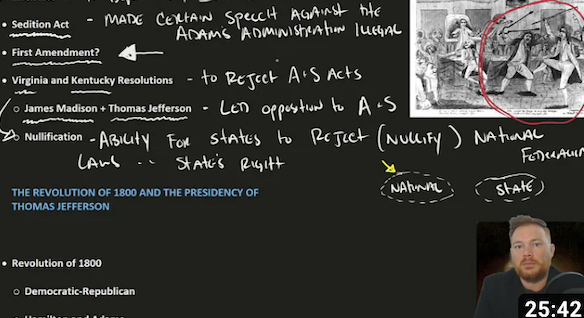 Sedition Act - MADE CERTAIN SPEECH AGAINST THE
ADAMS ADMINISTRATION ILLEGAL
First Amendment?
Virginia and Kentucky Resolutions - TO REJECT A+S ACTS
James Madison + Thomas Jefferson - LED OPPOSITION TO A+S
Nullification - ABILITY FOR STATES TO REJECT (NULLIFY) NATIONAL
LAWS .. STATE'S RIGHT
FEDERALISM
NATIONAL STATE
THE REVOLUTION OF 1800 AND THE PRESIDENCY OF
THOMAS JEFFERSON
Revolution of 1800
Democratic-Republican
Hamilton and Adams
25:42